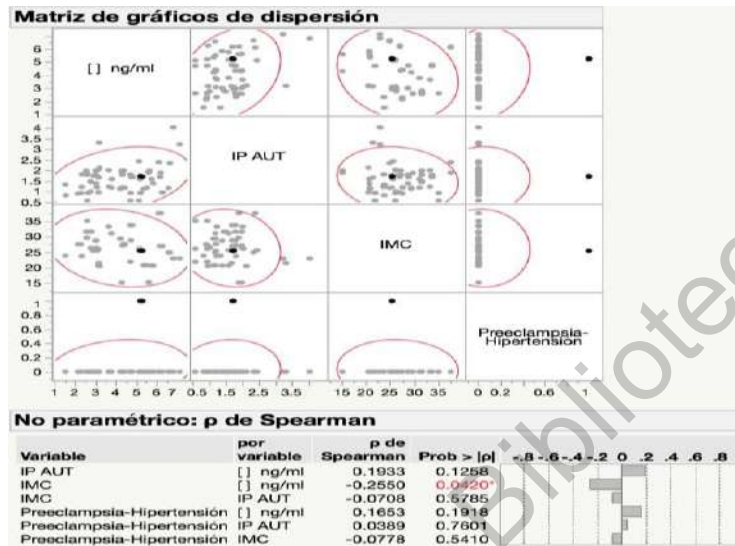 Matriz de gráficos de dispersión
[ ] ng/ml
IP AUT
IMC
Preeclampsia-
Hipertensión
6
5
4
3
2
1
4
3.5
3
2.5
2
1.5
1
0.5
35
30
25
20
15
1
0.8
0.6
0.4
0.2
0
1 2 3 4 5 6 7 0.5 1.5 2.5 3.5 15 20 25 30 35 0 0.2 0.6 1
No paramétrico: ρ de Spearman
Variable por variable ρ de Spearman Prob > |ρ| -.8 -.6 -.4 -.2 0 .2 .4 .6 .8
IP AUT [ ] ng/ml 0.1933 0.1258
IMC [ ] ng/ml -0.2550 0.0420*
IMC IP AUT -0.0708 0.5785
Preeclampsia-Hipertensión [ ] ng/ml 0.1653 0.1918
Preeclampsia-Hipertensión IP AUT 0.0389 0.7601
Preeclampsia-Hipertensión IMC -0.0778 0.5410
Bibliotec